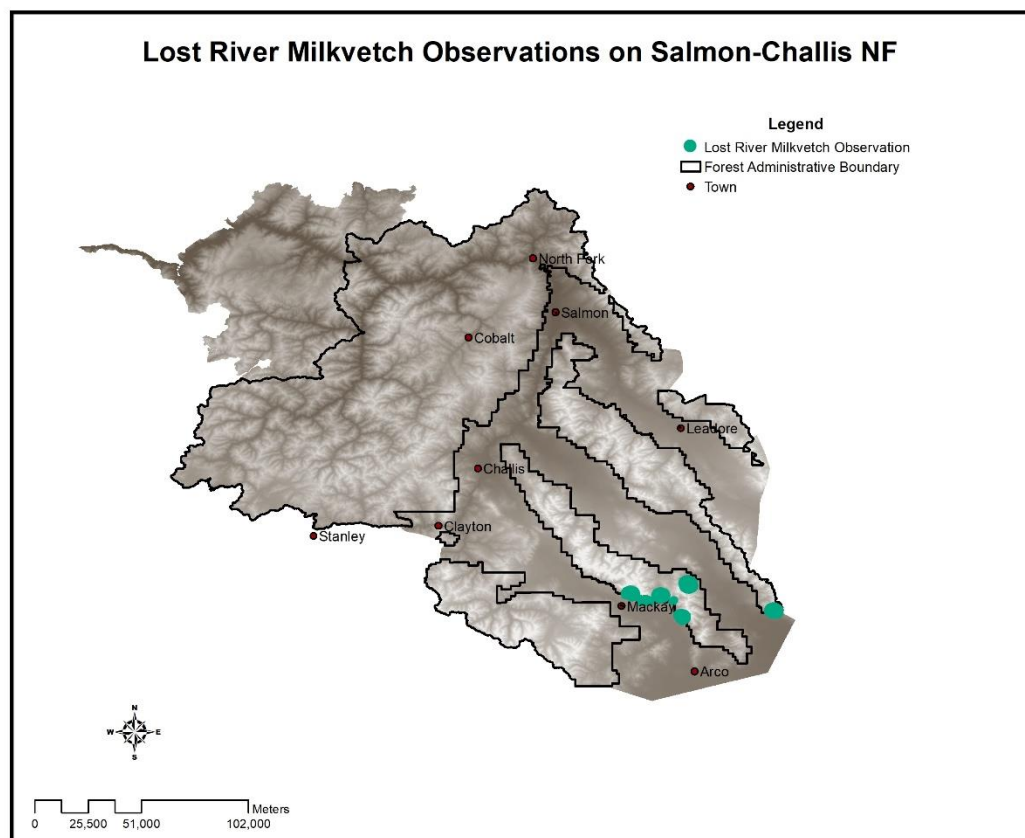 Lost River Milkvetch Observations on Salmon-Challis NF
Legend
Lost River Milkvetch Observation
Forest Administrative Boundary
Town
North Fork
Salmon
Cobalt
Leadore
Challis
Clayton
Stanley
Mackay
Arco
N
W E
S
Meters
0 25,500 51,000 102,000